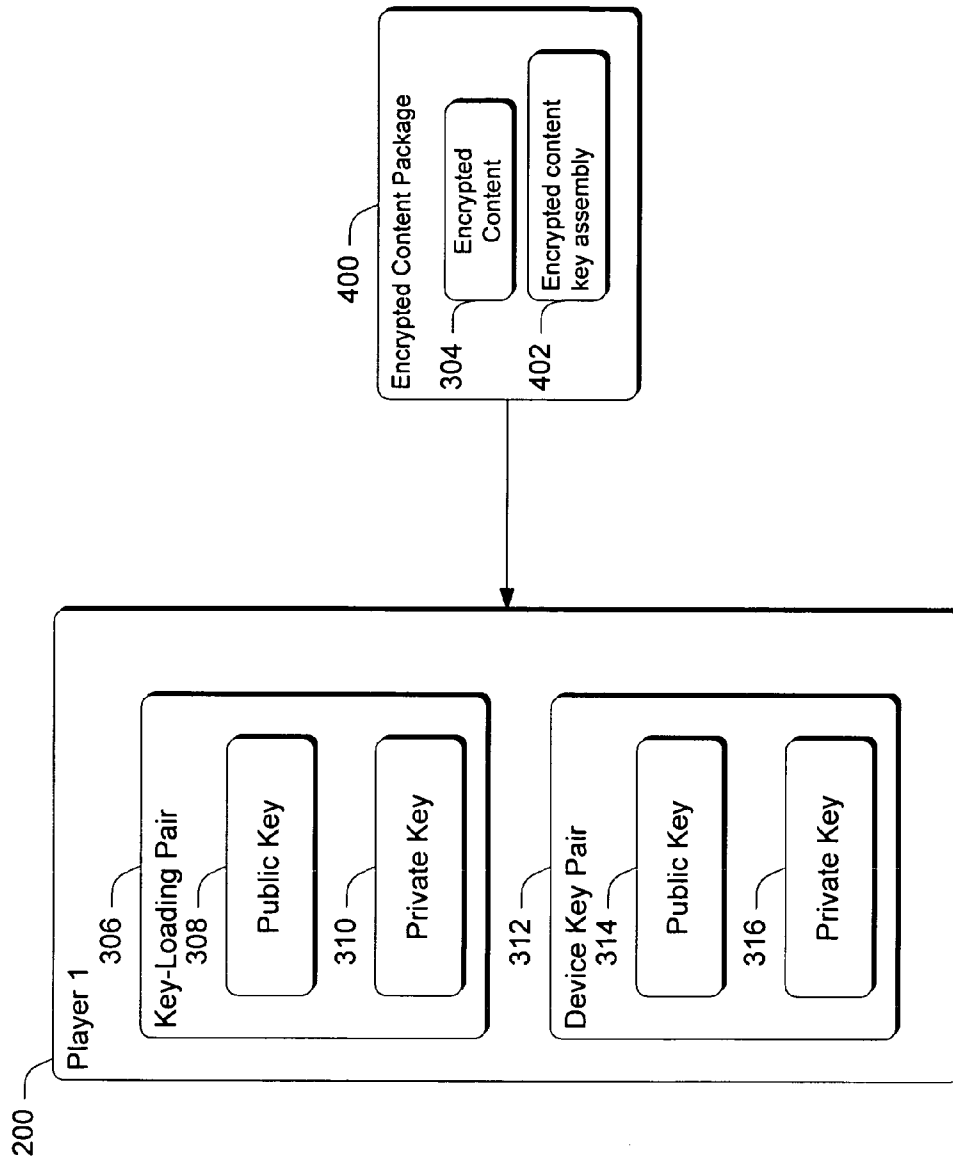 200
Player 1
306
Key-Loading Pair
308
Public Key
310
Private Key
312
Device Key Pair
314
Public Key
316
Private Key
400
Encrypted Content Package
304
Encrypted
Content
402
Encrypted content
key assembly